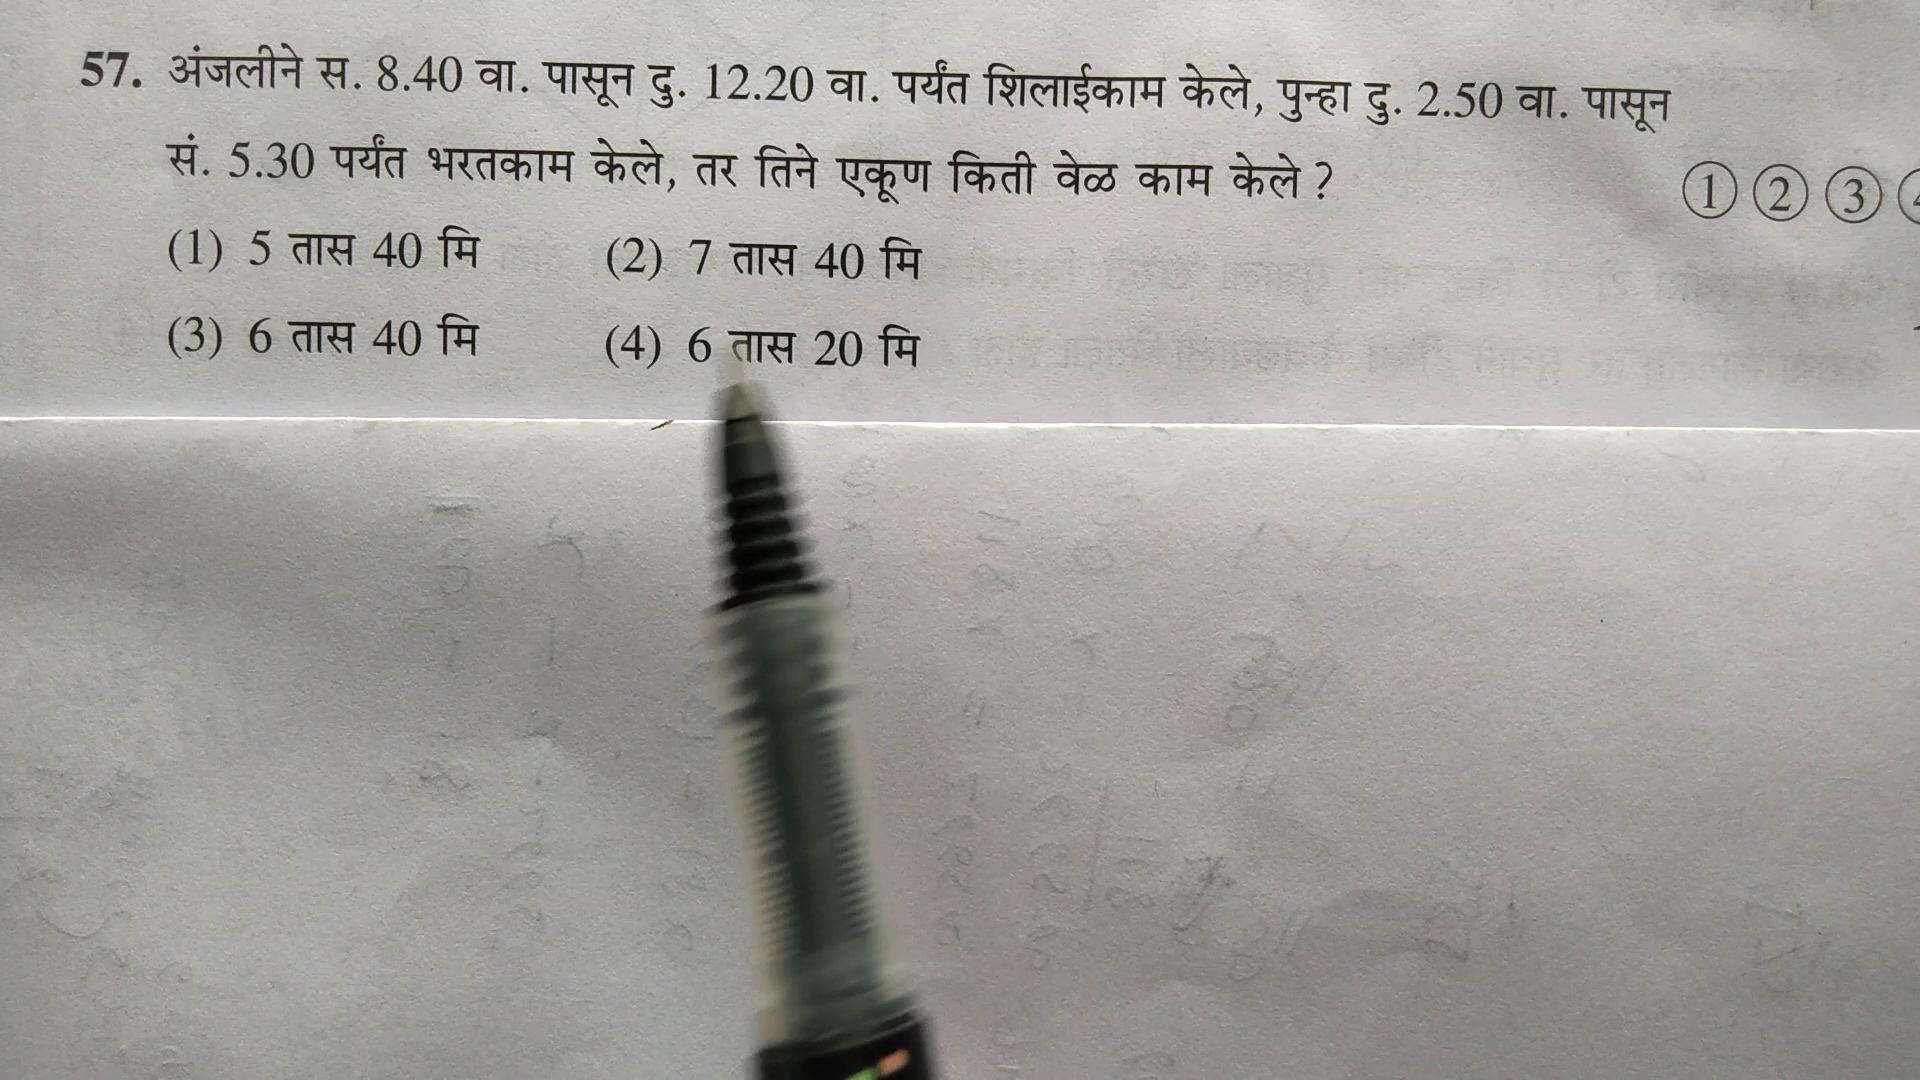 57. अंजलीने स. 8.40 वा. पासून दु. 12.20 वा. पर्यंत शिलाईकाम केले, पुन्हा दु. 2.50 वा. पासून
सं. 5.30 पर्यंत भरतकाम केले, तर तिने एकूण किती वेळ काम केले ?
① ② ③
(1) 5 तास 40 मि (2) 7 तास 40 मि
(3) 6 तास 40 मि (4) 6 तास 20 मि